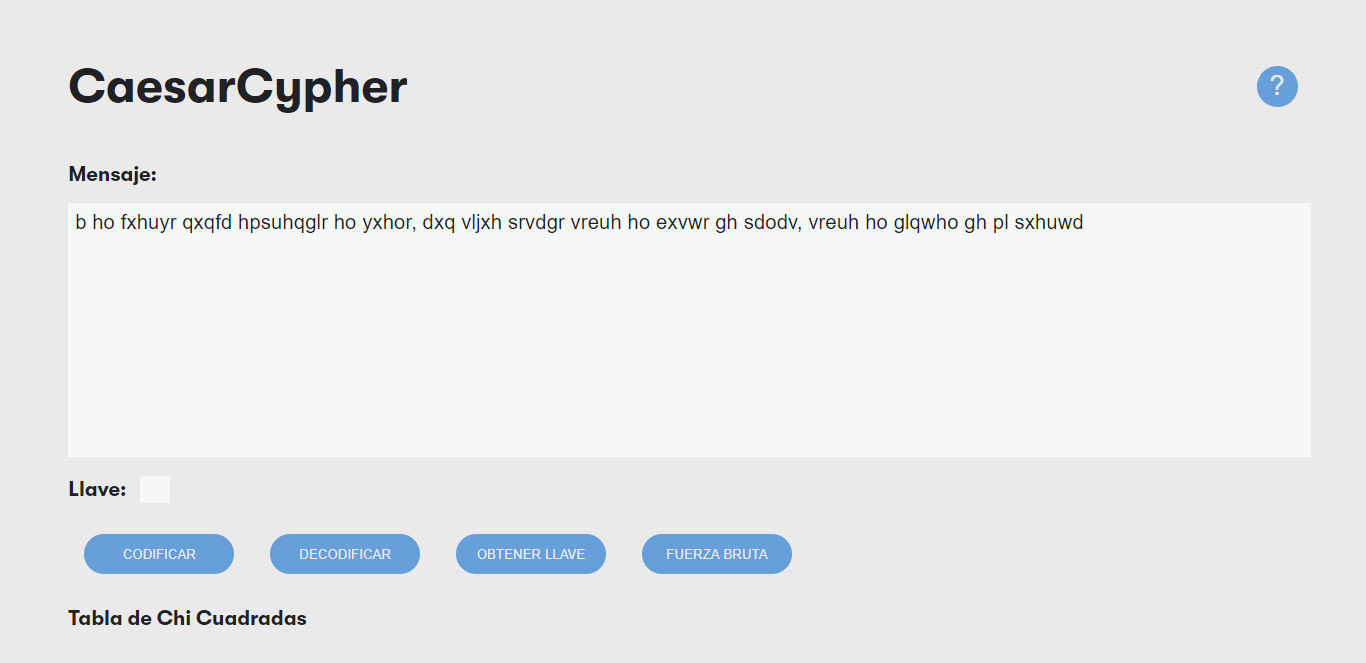 CaesarCypher
?
Mensaje:
b ho fxhuyr qxqfd hpsuhqglr ho yxhor, dxq vljxh srvdgr vreuh ho exvwr gh sdodv, vreuh ho glqwho gh pl sxhuwd
Llave:
CODIFICAR DECODIFICAR OBTENER LLAVE FUERZA BRUTA
Tabla de Chi Cuadradas